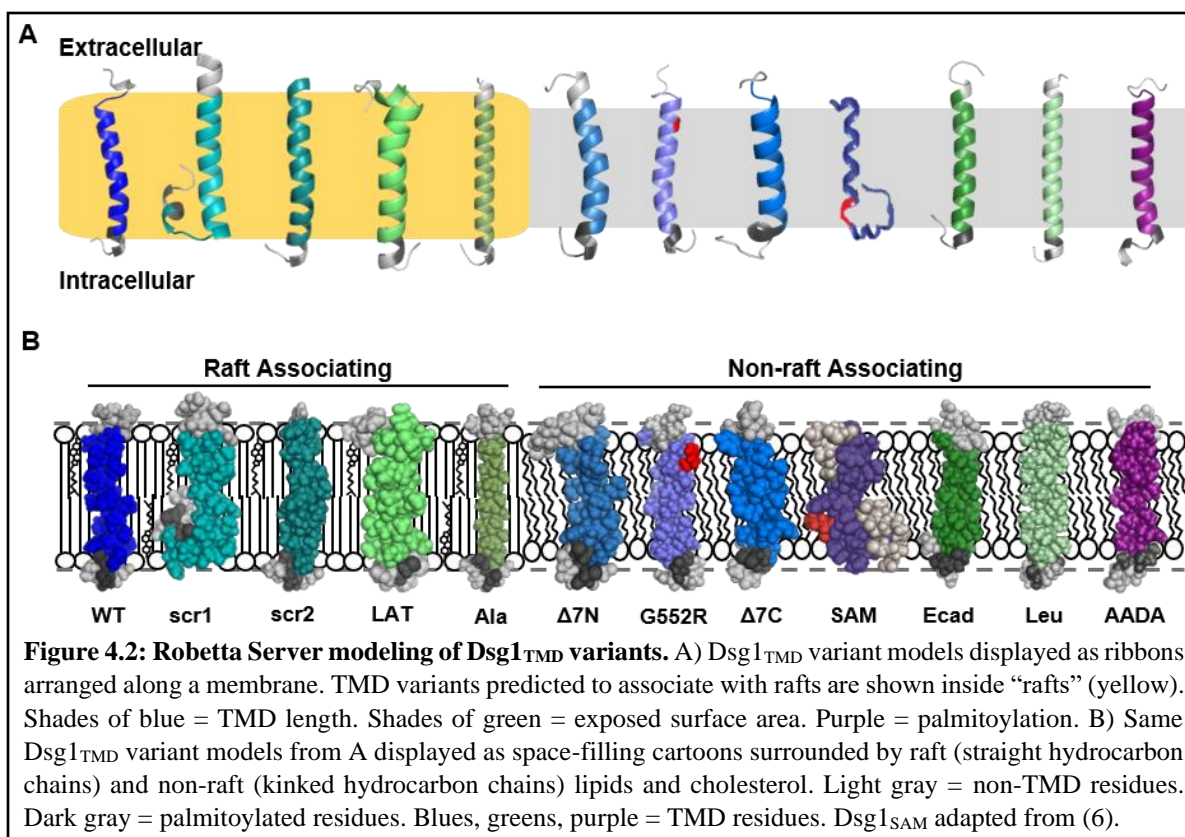 A
Extracellular
Intracellular
B
Raft Associating
Non-raft Associating
WT scr1 scr2 LAT Ala Δ7N G552R Δ7C SAM Ecad Leu AADA
Figure 4.2: Robetta Server modeling of Dsg1TMD variants. A) Dsg1TMD variant models displayed as ribbons
arranged along a membrane. TMD variants predicted to associate with rafts are shown inside “rafts” (yellow).
Shades of blue = TMD length. Shades of green = exposed surface area. Purple = palmitoylation. B) Same
Dsg1TMD variant models from A displayed as space-filling cartoons surrounded by raft (straight hydrocarbon
chains) and non-raft (kinked hydrocarbon chains) lipids and cholesterol. Light gray = non-TMD residues.
Dark gray = palmitoylated residues. Blues, greens, purple = TMD residues. Dsg1SAM adapted from (6).